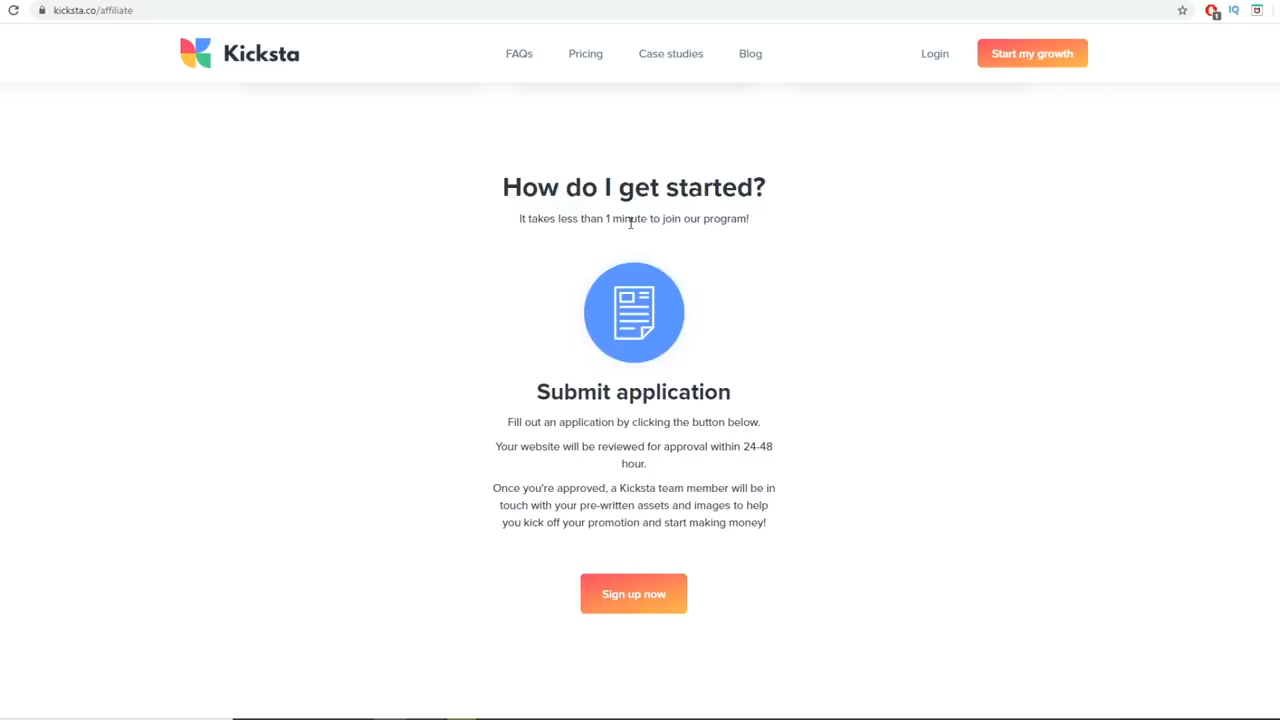 kicksta.co/affiliate
1
IQ
Kicksta
FAQs
Pricing
Case studies
Blog
Login
Start my growth
How do I get started?
It takes less than 1 minute to join our program!
Submit application
Fill out an application by clicking the button below.
Your website will be reviewed for approval within 24-48
hour.
Once you're approved, a Kicksta team member will be in
touch with your pre-written assets and images to help
you kick off your promotion and start making money!
Sign up now